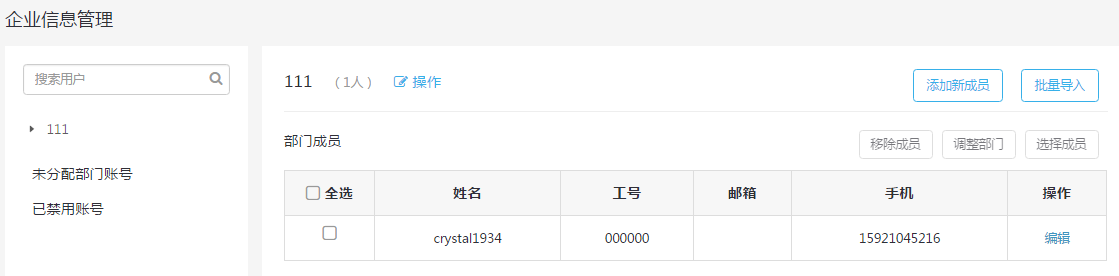 企业信息管理
搜索用户
111
未分配部门账号
已禁用账号
111 （1人） 操作 添加新成员 批量导入
部门成员 移除成员 调整部门 选择成员
全选 姓名 工号 邮箱 手机 操作
crystal1934 000000 15921045216 编辑